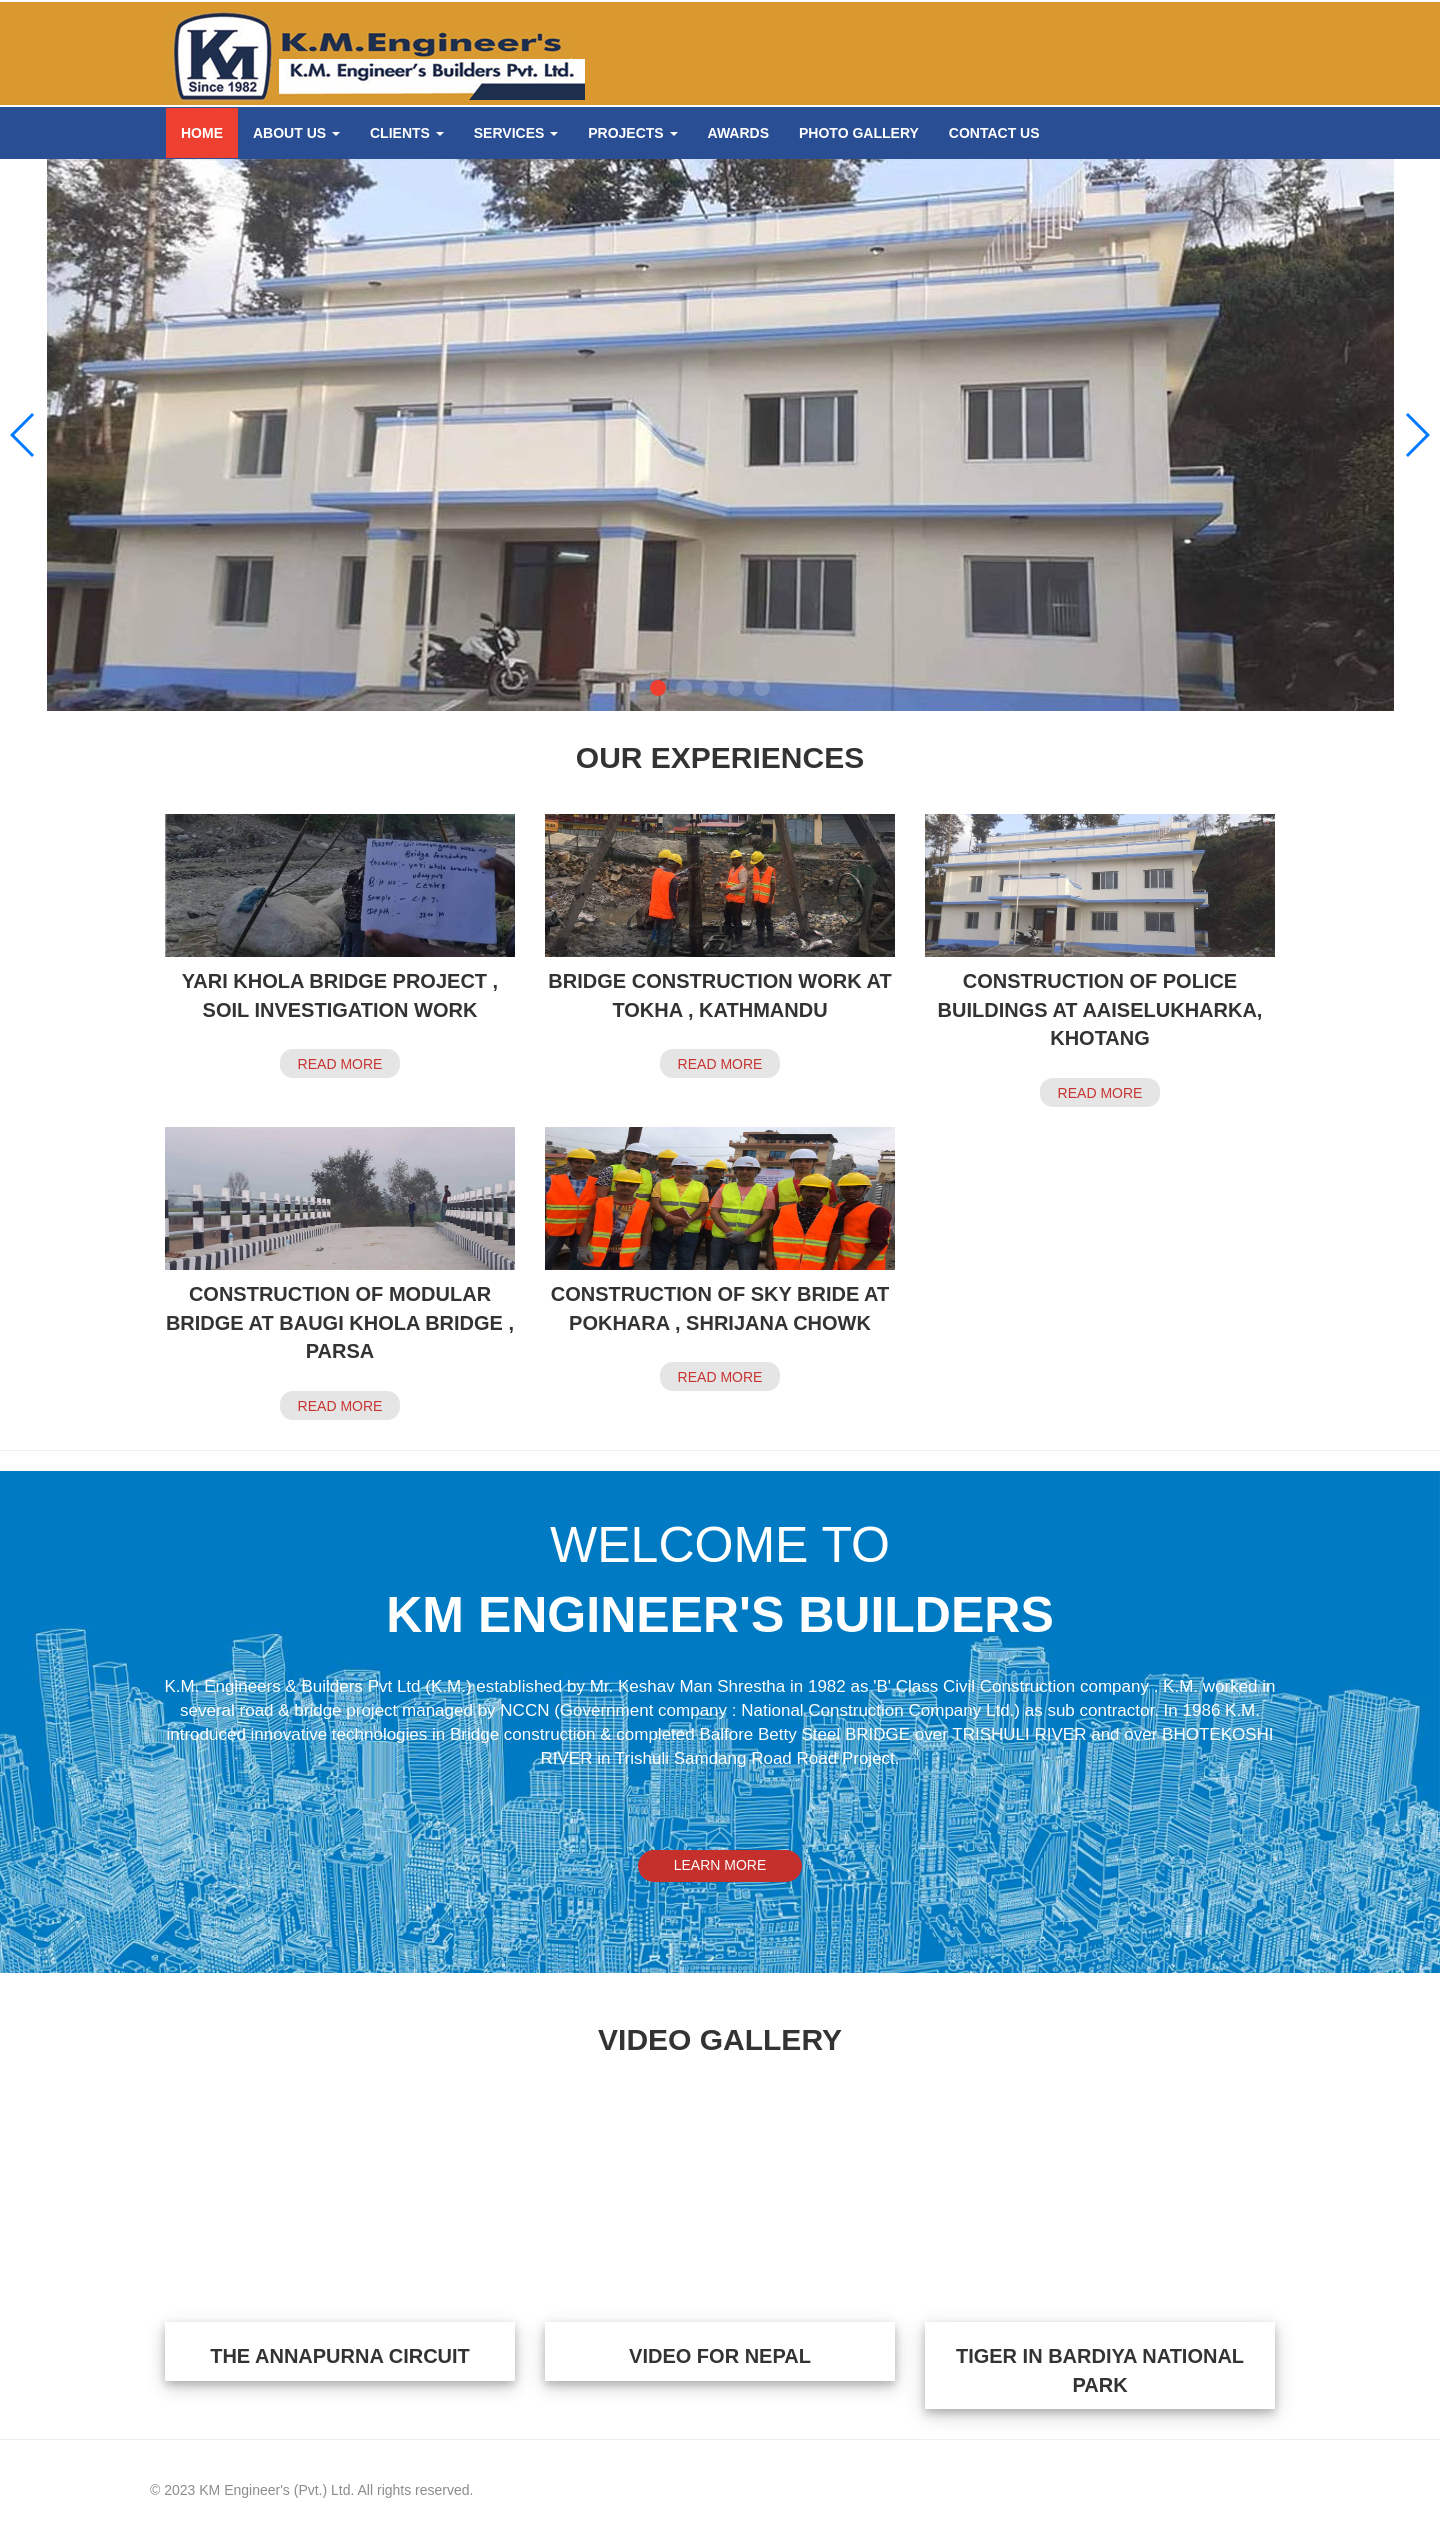 KM
Since 1982
K.M.Engineer's
K.M. Engineer's Builders Pvt. Ltd.
HOME ABOUT US CLIENTS SERVICES PROJECTS AWARDS PHOTO GALLERY CONTACT US
OUR EXPERIENCES
YARI KHOLA BRIDGE PROJECT ,
SOIL INVESTIGATION WORK
READ MORE
BRIDGE CONSTRUCTION WORK AT
TOKHA , KATHMANDU
READ MORE
CONSTRUCTION OF POLICE
BUILDINGS AT AAISELUKHARKA,
KHOTANG
READ MORE
CONSTRUCTION OF MODULAR
BRIDGE AT BAUGI KHOLA BRIDGE ,
PARSA
READ MORE
CONSTRUCTION OF SKY BRIDE AT
POKHARA , SHRIJANA CHOWK
READ MORE
WELCOME TO
KM ENGINEER'S BUILDERS
K.M. Engineers & Builders Pvt Ltd (K.M.) established by Mr. Keshav Man Shrestha in 1982 as 'B' Class Civil Construction company . K.M. worked in
several road & bridge project managed by NCCN (Government company : National Construction Company Ltd.) as sub contractor. In 1986 K.M.
introduced innovative technologies in Bridge construction & completed Balfore Betty Steel BRIDGE over TRISHULI RIVER and over BHOTEKOSHI
RIVER in Trishuli Samdang Road Road Project.
LEARN MORE
VIDEO GALLERY
THE ANNAPURNA CIRCUIT
VIDEO FOR NEPAL
TIGER IN BARDIYA NATIONAL
PARK
© 2023 KM Engineer's (Pvt.) Ltd. All rights reserved.